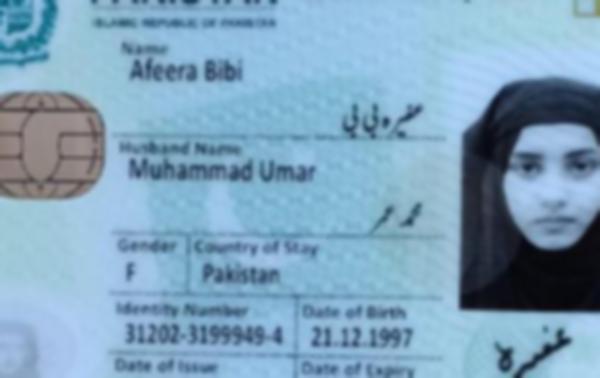 PAKISTAN
ISLAMIC REPUBLIC OF PAKISTAN
Name
Afeera Bibi
عفیرہ بی بی
Husband Name
Muhammad Umar
محمد عمر
Gender Country of Stay
F Pakistan
Identity Number Date of Birth
31202-3199949-4 21.12.1997
Date of Issue Date of Expiry
عفیرہ